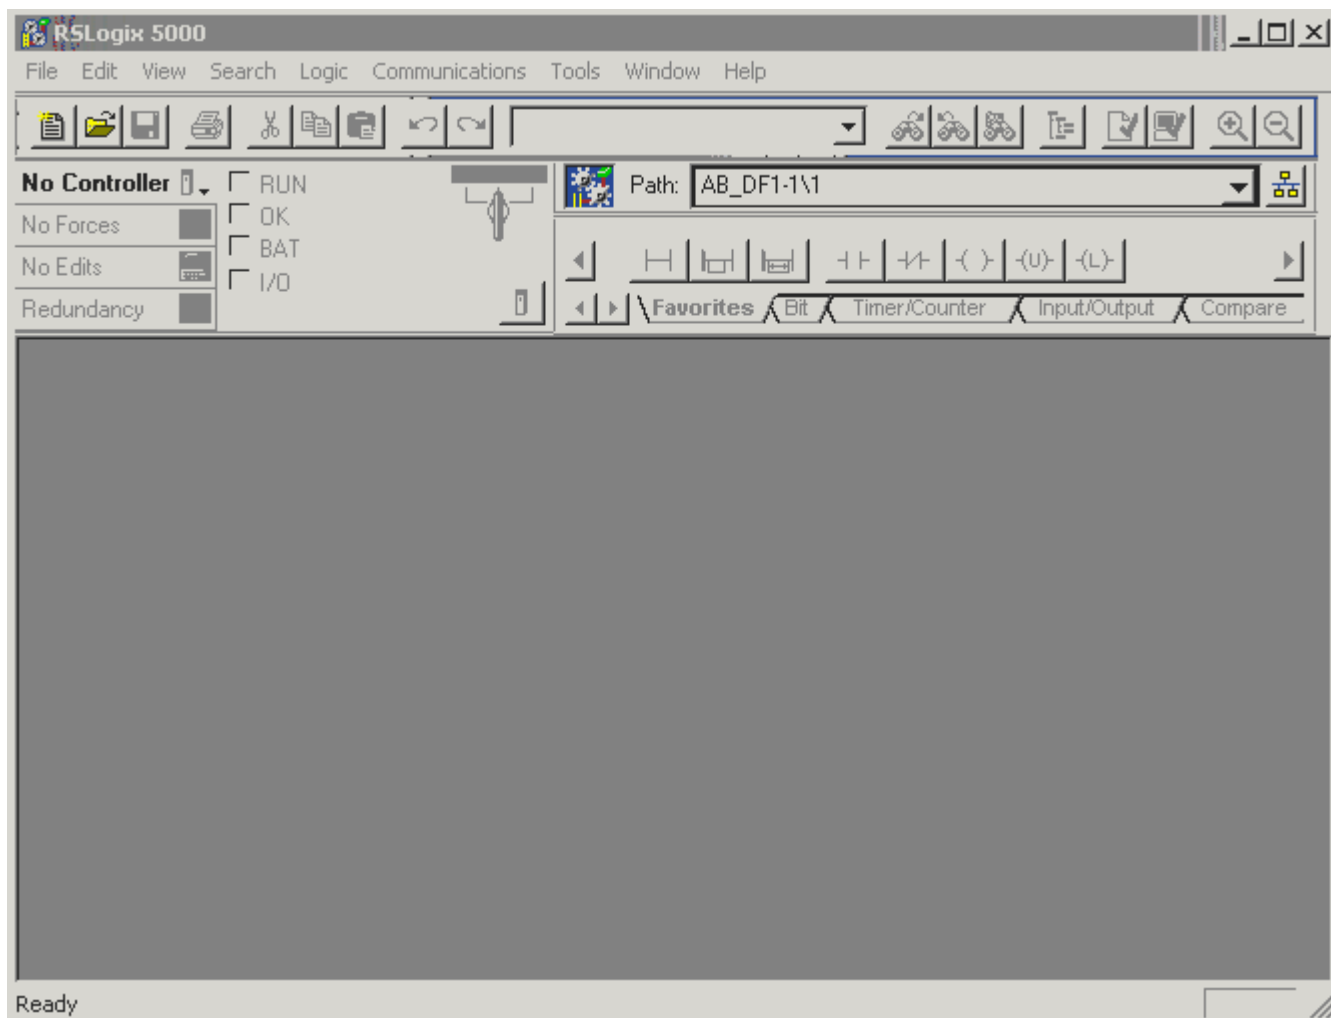 RSLogix 5000
File Edit View Search Logic Communications Tools Window Help
No Controller
RUN
Path: AB_DF1-1\1
No Forces
OK
BAT
No Edits
I/O
(U) (L)
Redundancy
Favorites Bit Timer/Counter Input/Output Compare
Ready